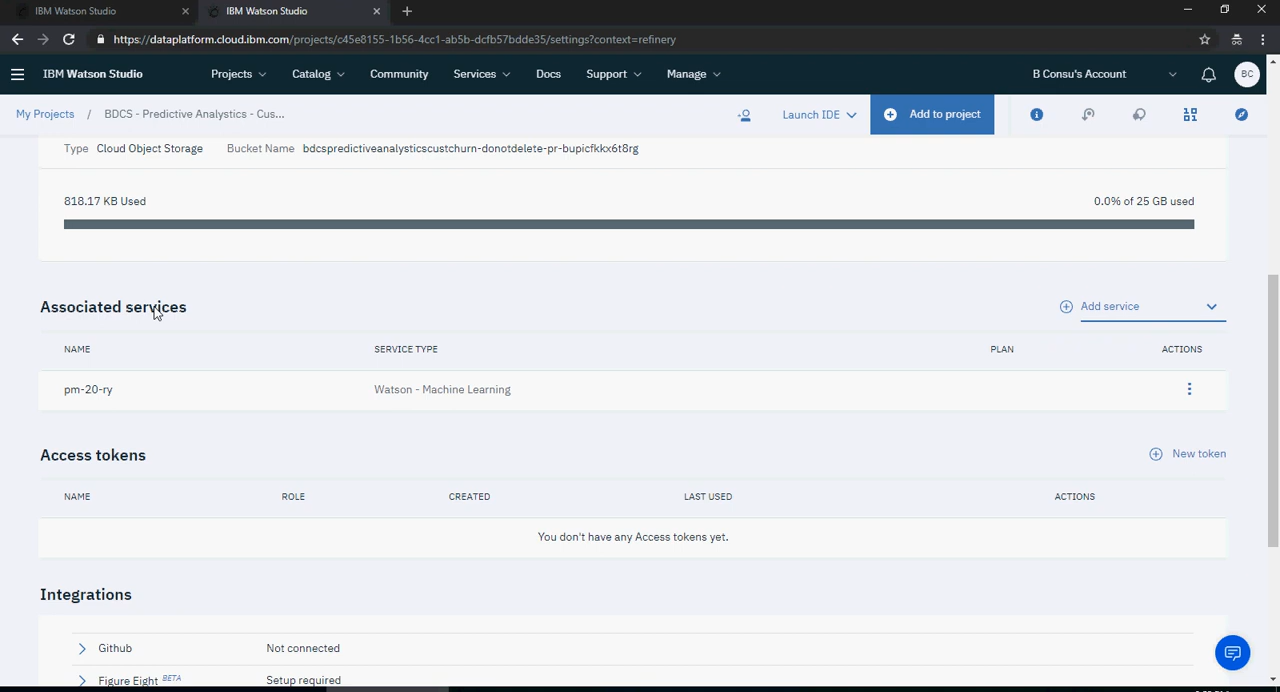 IBM Watson Studio
IBM Watson Studio
https://dataplatform.cloud.ibm.com/projects/c45e8155-1b56-4cc1-ab5b-dcfb57bdde35/settings?context=refinery
IBM Watson Studio Projects Catalog Community Services Docs Support Manage B Consu's Account BC
My Projects / BDCS - Predictive Analystics - Cus... Launch IDE Add to project
Type Cloud Object Storage Bucket Name bdcspredictiveanalysticscustchurn-donotdelete-pr-bupicfkkx6t8rg
818.17 KB Used 0.0% of 25 GB used
Associated services Add service
NAME SERVICE TYPE PLAN ACTIONS
pm-20-ry Watson - Machine Learning
Access tokens New token
NAME ROLE CREATED LAST USED ACTIONS
You don't have any Access tokens yet.
Integrations
Github Not connected
Figure Eight BETA Setup required